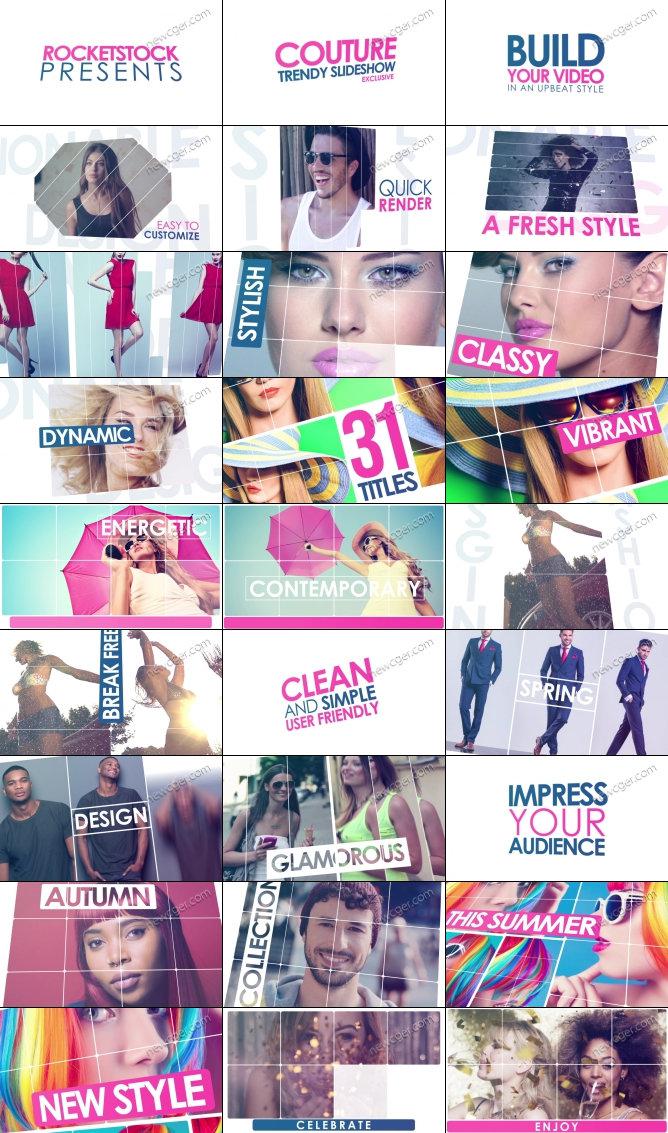 ROCKETSTOCK
PRESENTS
COUTURE
TRENDY SLIDESHOW
EXCLUSIVE
BUILD
YOUR VIDEO
IN AN UPBEAT STYLE
EASY TO
CUSTOMIZE
QUICK
RENDER
A FRESH STYLE
STYLISH
CLASSY
DYNAMIC
31
TITLES
VIBRANT
ENERGETIC
CONTEMPORARY
BREAK FREE
CLEAN
AND SIMPLE
USER FRIENDLY
SPRING
DESIGN
GLAMOROUS
IMPRESS
YOUR
AUDIENCE
AUTUMN
COLLECTION
THIS SUMMER
NEW STYLE
CELEBRATE
ENJOY
newcger.com